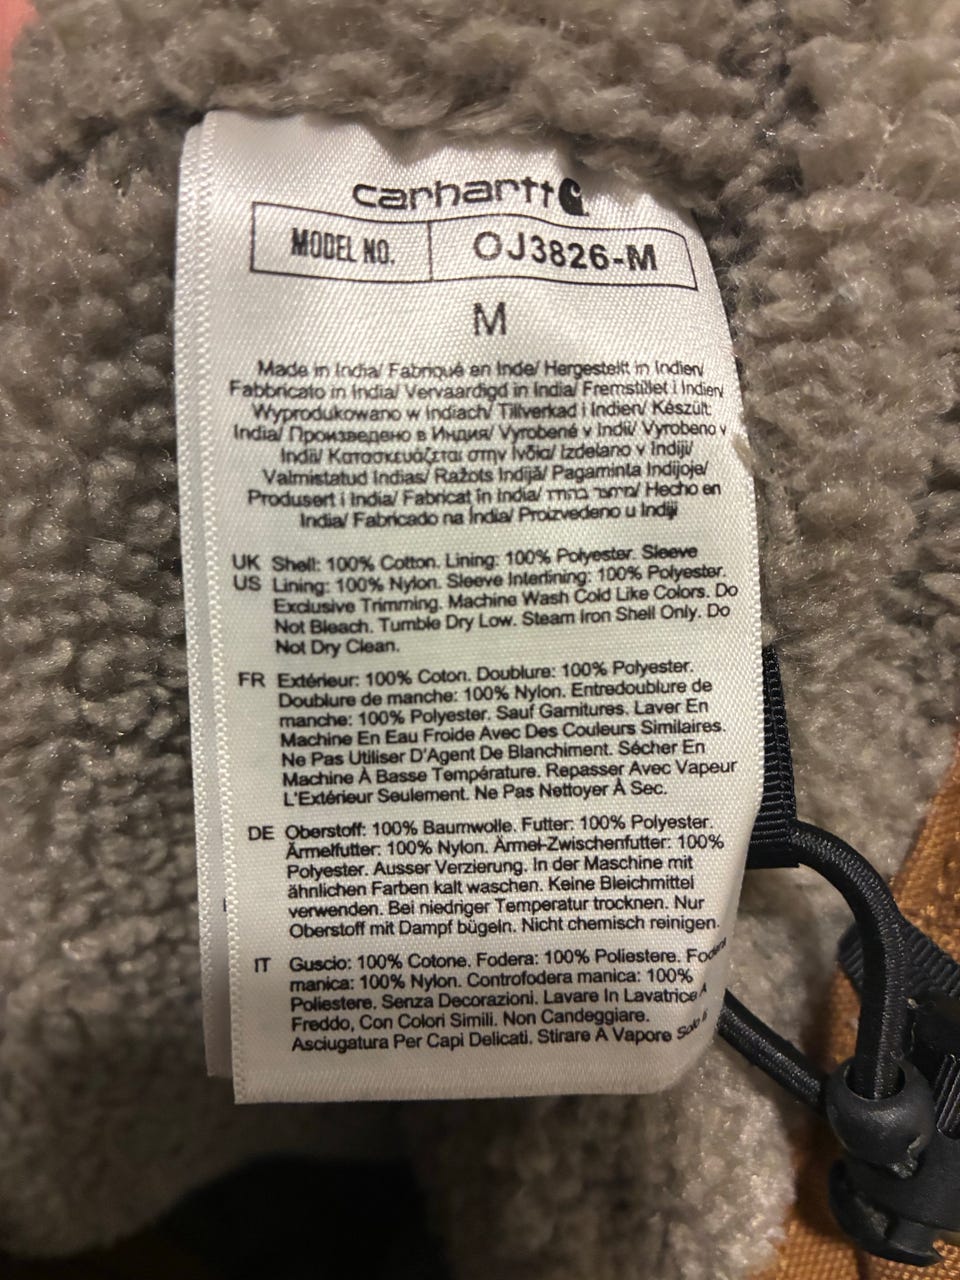 carhartt
MODEL NO. OJ3826-M
M
Made in India/ Fabriqué en Inde/ Hergestellt in Indien/
Fabbricato in India/ Vervaardigd in India/ Fremstillet i Indien/
Wyprodukowano w Indiach/ Tillverkad i Indien/ Készült:
India/ Произведено в Индия/ Vyrobené v Indii/ Vyrobeno v
Indii/ Κατασκευάζεται στην Ινδία/ Izdelano v Indiji/
Valmistatud Indias/ Ražots Indijā/ Pagaminta Indijoje/
Produsert i India/ Fabricat în India/ מיוצר בהודו/ Hecho en
India/ Fabricado na Índia/ Proizvedeno u Indiji
UK Shell: 100% Cotton. Lining: 100% Polyester. Sleeve
US Lining: 100% Nylon. Sleeve Interlining: 100% Polyester.
Exclusive Trimming. Machine Wash Cold Like Colors. Do
Not Bleach. Tumble Dry Low. Steam Iron Shell Only. Do
Not Dry Clean.
FR Extérieur: 100% Coton. Doublure: 100% Polyester.
Doublure de manche: 100% Nylon. Entredoublure de
manche: 100% Polyester. Sauf Garnitures. Laver En
Machine En Eau Froide Avec Des Couleurs Similaires.
Ne Pas Utiliser D'Agent De Blanchiment. Sécher En
Machine À Basse Température. Repasser Avec Vapeur
L'Extérieur Seulement. Ne Pas Nettoyer À Sec.
DE Oberstoff: 100% Baumwolle. Futter: 100% Polyester.
Ärmelfutter: 100% Nylon. Ärmel-Zwischenfutter: 100%
Polyester. Ausser Verzierung. In der Maschine mit
ähnlichen Farben kalt waschen. Keine Bleichmittel
verwenden. Bei niedriger Temperatur trocknen. Nur
Oberstoff mit Dampf bügeln. Nicht chemisch reinigen.
IT Guscio: 100% Cotone. Fodera: 100% Poliestere. Fodera
manica: 100% Nylon. Controfodera manica: 100%
Poliestere. Senza Decorazioni. Lavare In Lavatrice A
Freddo, Con Colori Simili. Non Candeggiare.
Asciugatura Per Capi Delicati. Stirare A Vapore Solo Il